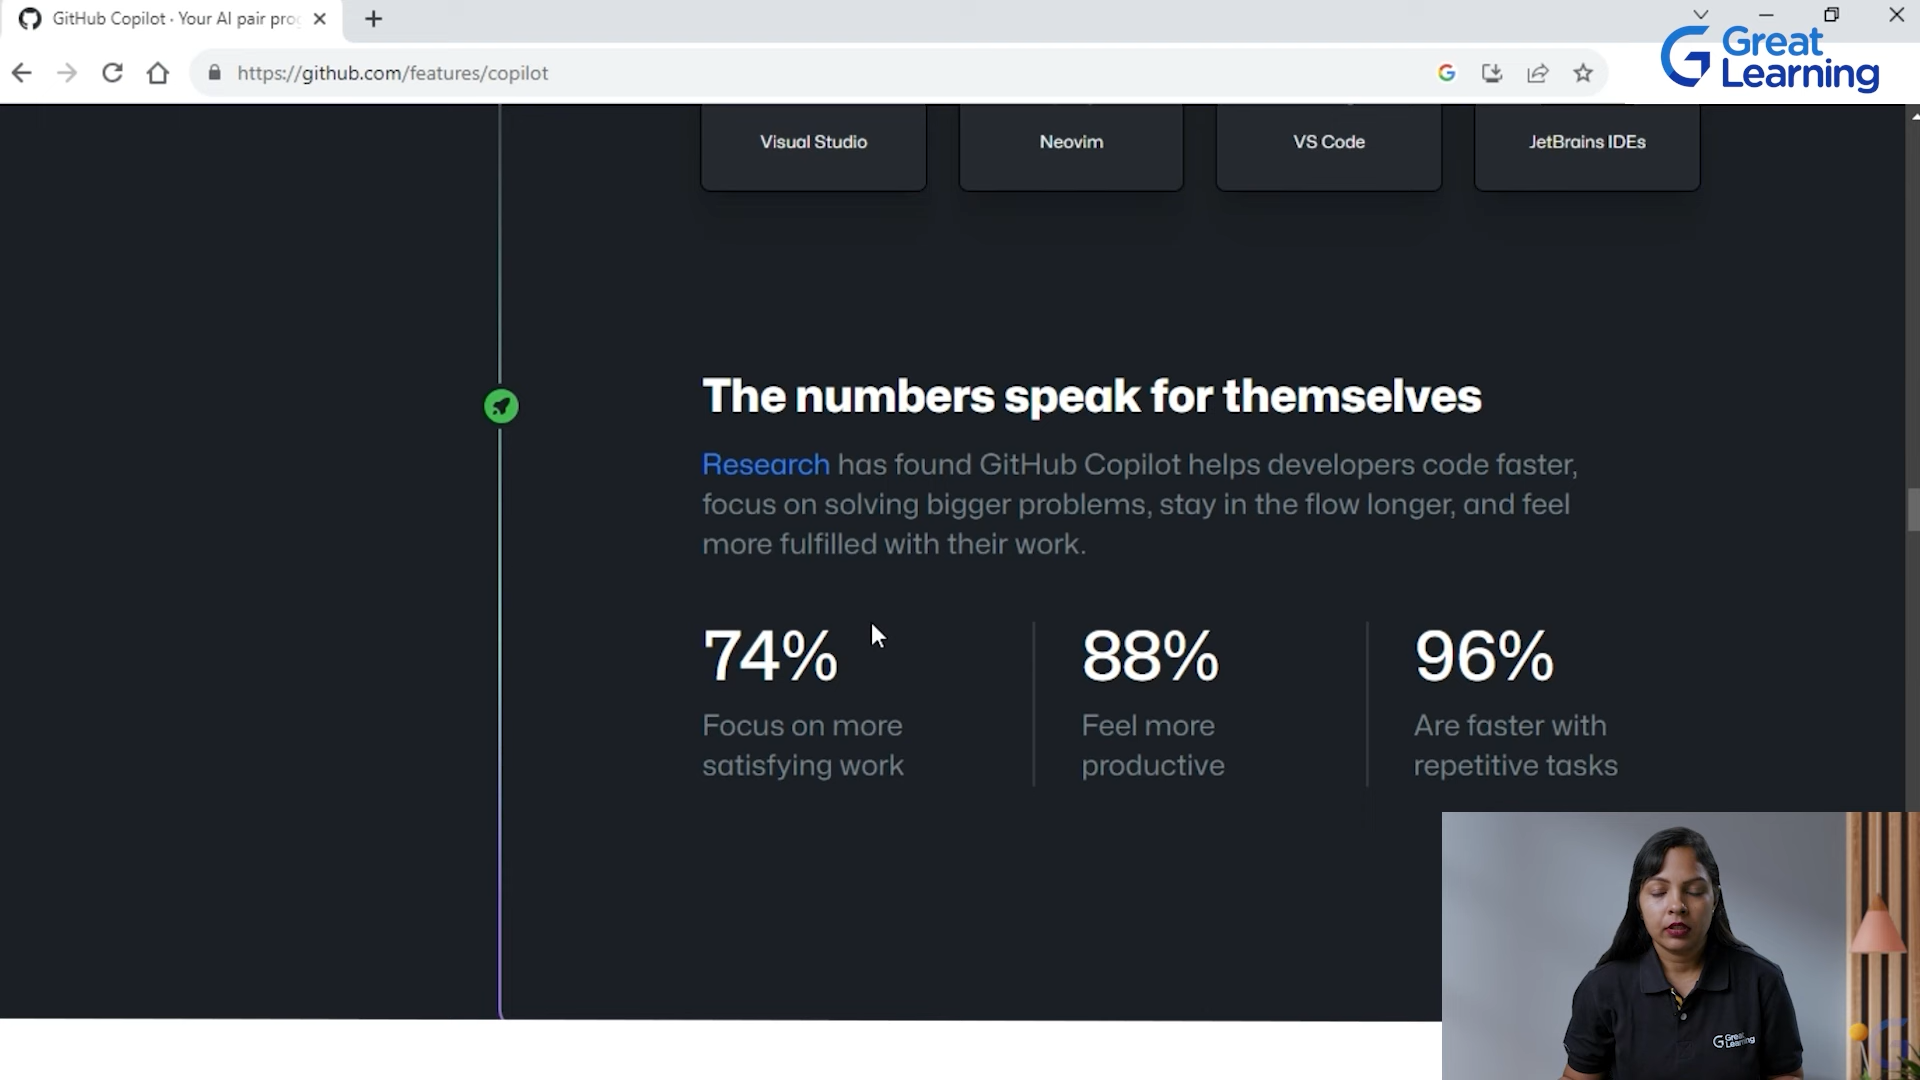 GitHub Copilot · Your AI pair pro
Great
Learning
https://github.com/features/copilot
Visual Studio
Neovim
VS Code
JetBrains IDEs
The numbers speak for themselves
Research has found GitHub Copilot helps developers code faster,
focus on solving bigger problems, stay in the flow longer, and feel
more fulfilled with their work.
74%
Focus on more
satisfying work
88%
Feel more
productive
96%
Are faster with
repetitive tasks
Great
Learning